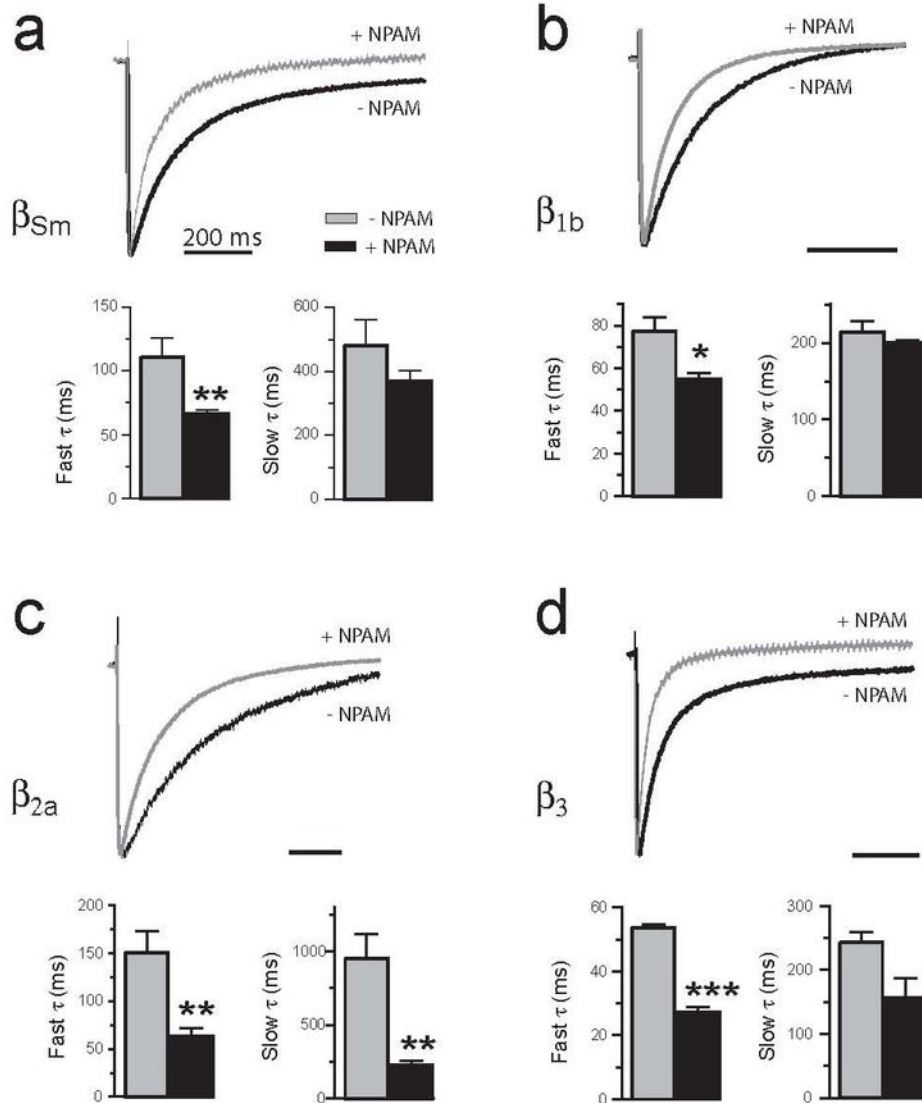 a
+ NPAM
- NPAM
βSm
200 ms
- NPAM
+ NPAM
Fast τ (ms)
150
100
50
0
**
Slow τ (ms)
600
400
200
0
b
+ NPAM
- NPAM
β1b
Fast τ (ms)
80
60
40
20
0
*
Slow τ (ms)
200
100
0
c
+ NPAM
- NPAM
β2a
Fast τ (ms)
200
150
100
50
0
**
Slow τ (ms)
1000
500
250
0
**
d
+ NPAM
- NPAM
β3
Fast τ (ms)
60
40
20
0
***
Slow τ (ms)
300
200
100
0